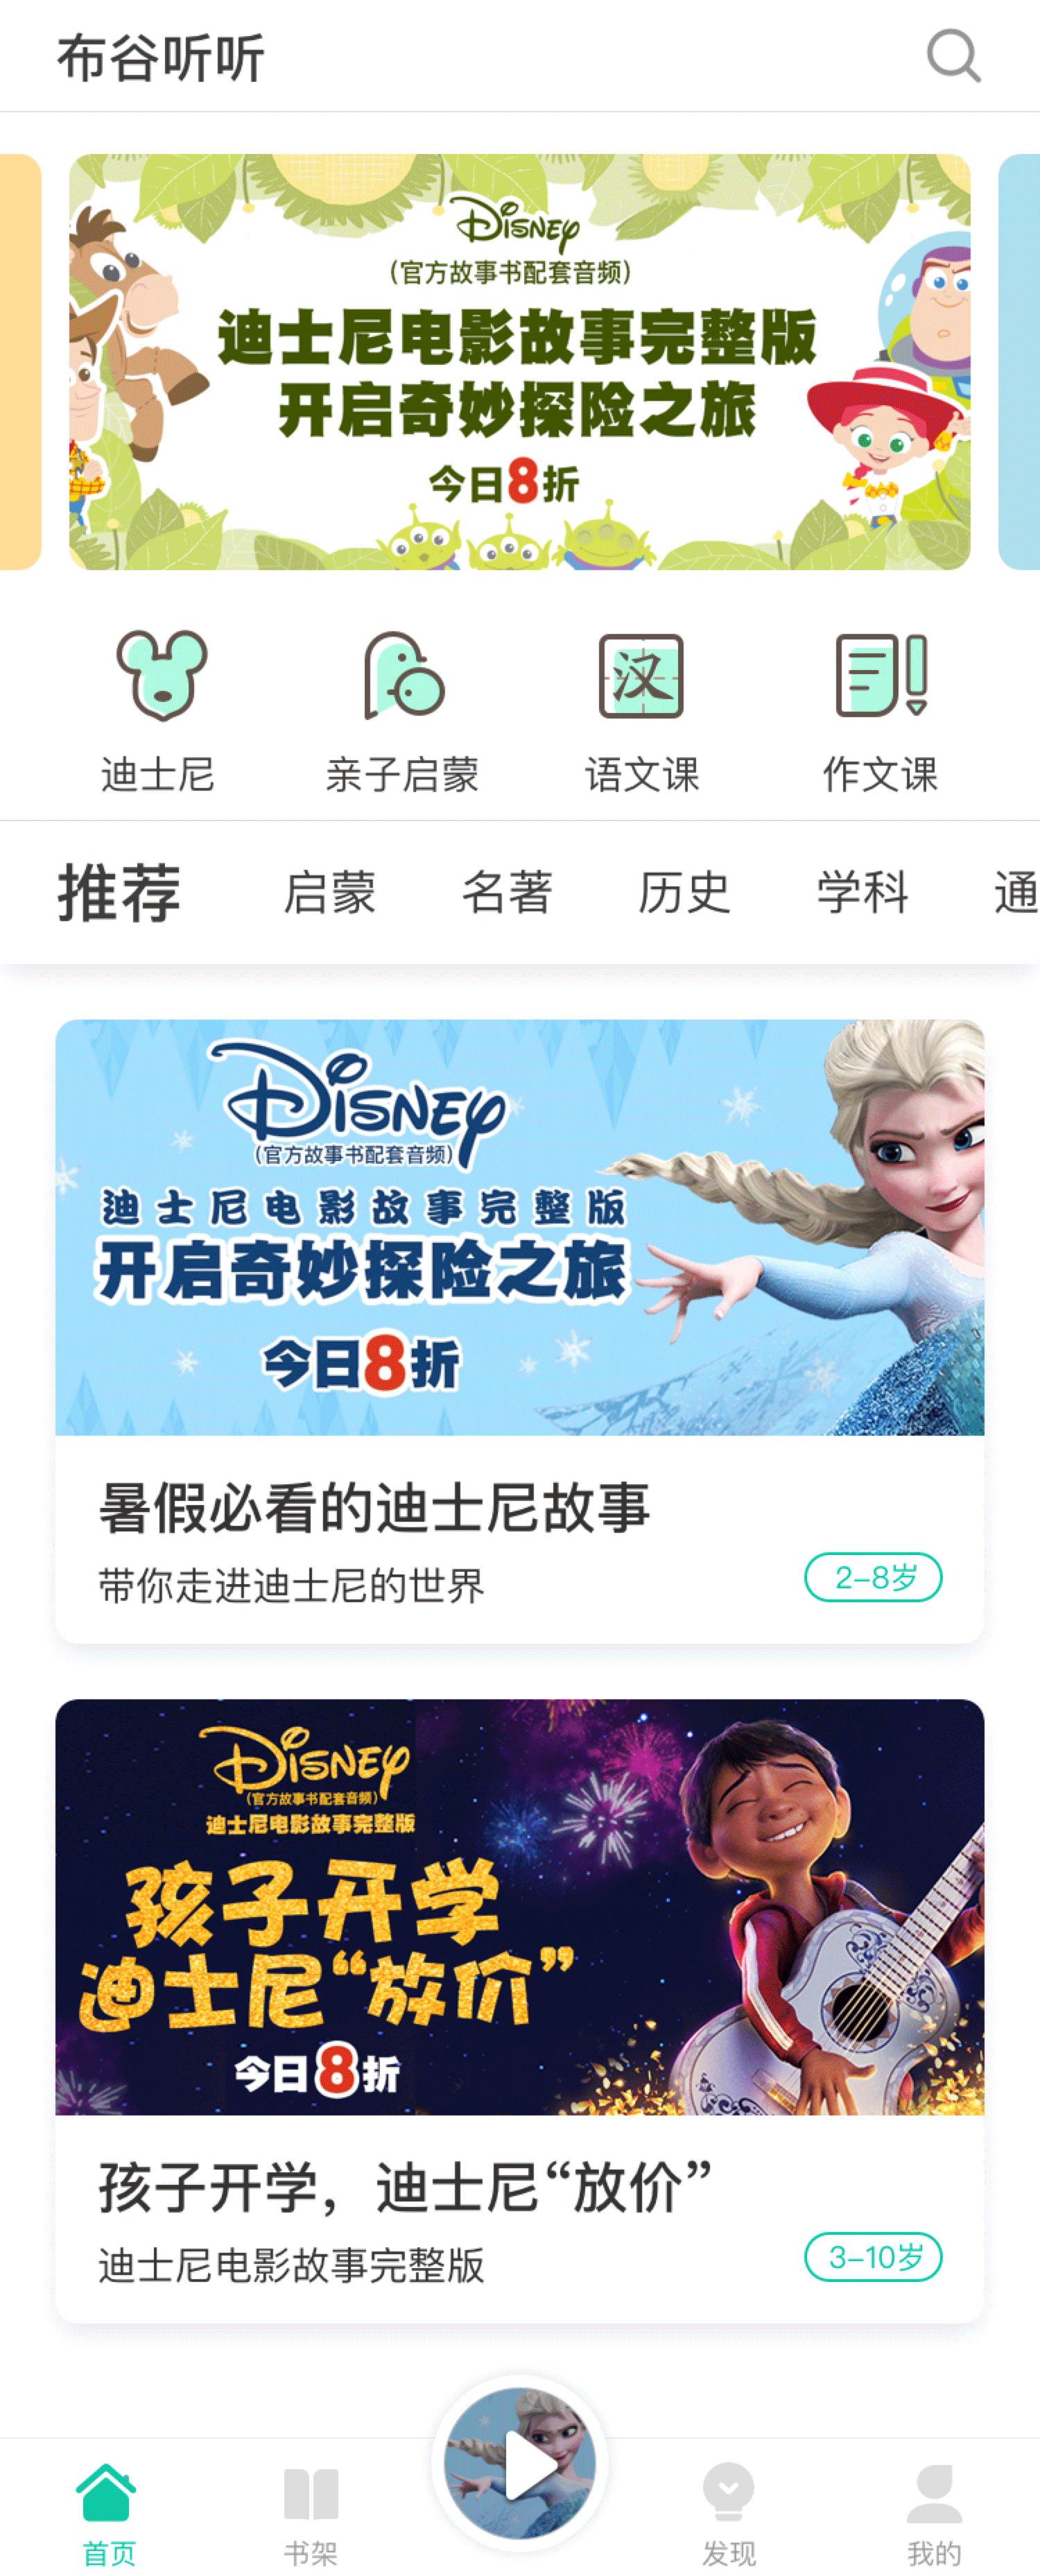 布谷听听
Disney
（官方故事书配套音频）
迪士尼电影故事完整版
开启奇妙探险之旅
今日8折
汉
迪士尼 亲子启蒙 语文课 作文课
推荐 启蒙 名著 历史 学科 通
Disney
（官方故事书配套音频）
迪士尼电影故事完整版
开启奇妙探险之旅
今日8折
暑假必看的迪士尼故事
带你走进迪士尼的世界
2-8岁
Disney
（官方故事书配套音频）
迪士尼电影故事完整版
孩子开学
迪士尼“放价”
今日8折
孩子开学，迪士尼“放价”
迪士尼电影故事完整版
3-10岁
首页 书架 发现 我的